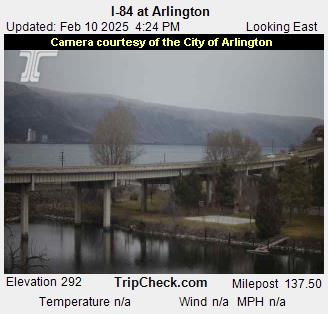 I-84 at Arlington
Updated: Feb 10 2025 4:24 PM Looking East
Camera courtesy of the City of Arlington
Elevation 292 TripCheck.com Milepost 137.50
Temperature n/a Wind n/a MPH n/a